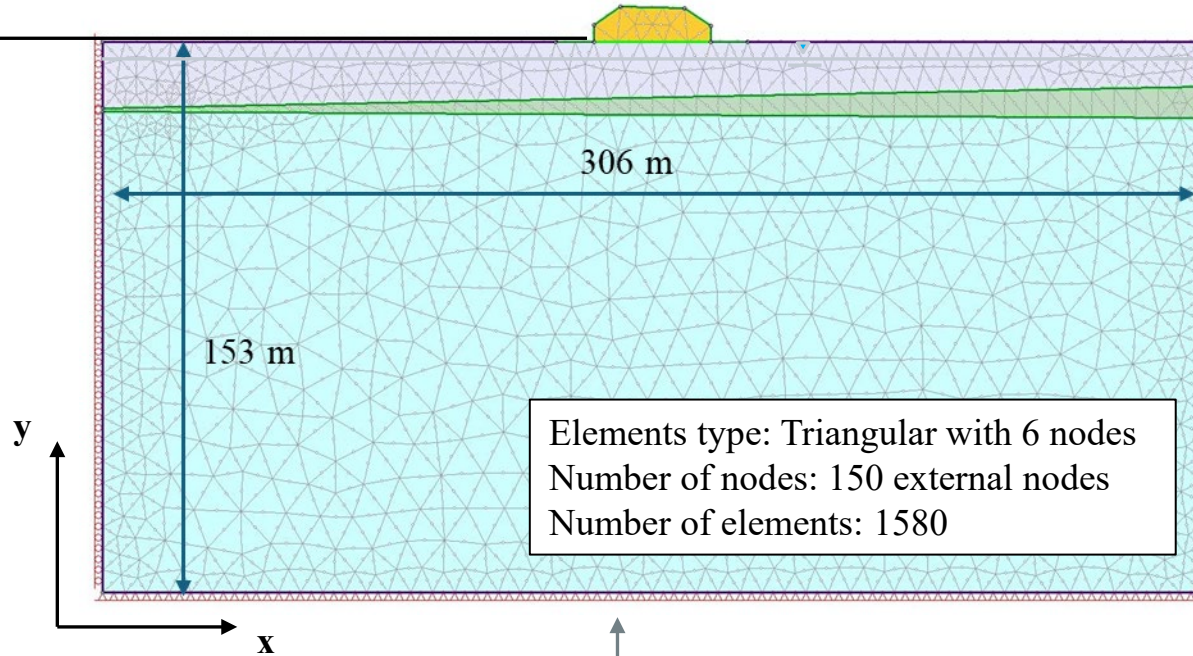 306 m
153 m
Elements type: Triangular with 6 nodes
Number of nodes: 150 external nodes
Number of elements: 1580
y
x